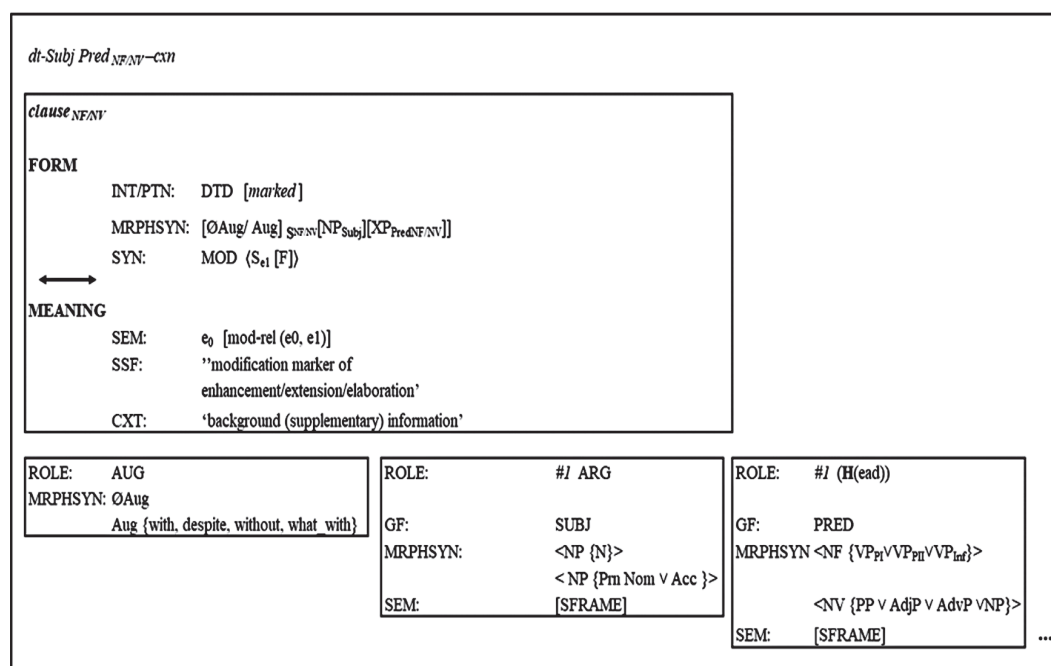 dt-Subj Pred NF/NV–cxn
clause NF/NV
FORM
INT/PTN: DTD [marked]
MRPHSYN: [ØAug/ Aug] SNF/NV[NPSubj][XPPredNF/NV]]
SYN: MOD ⟨Se1 [F]⟩
⟷
MEANING
SEM: e0 [mod-rel (e0, e1)]
SSF: ’’modification marker of
enhancement/extension/elaboration’
CXT: ‘background (supplementary) information’
ROLE: AUG
MRPHSYN: ØAug
Aug {with, despite, without, what_with}
ROLE: #1 ARG
GF: SUBJ
MRPHSYN: <NP {N}>
< NP {Prn Nom ∨ Acc }>
SEM: [SFRAME]
ROLE: #1 (H(ead))
GF: PRED
MRPHSYN <NF {VPPI∨VPPII∨VPInf}>
<NV {PP ∨ AdjP ∨ AdvP ∨NP}>
SEM: [SFRAME]
...